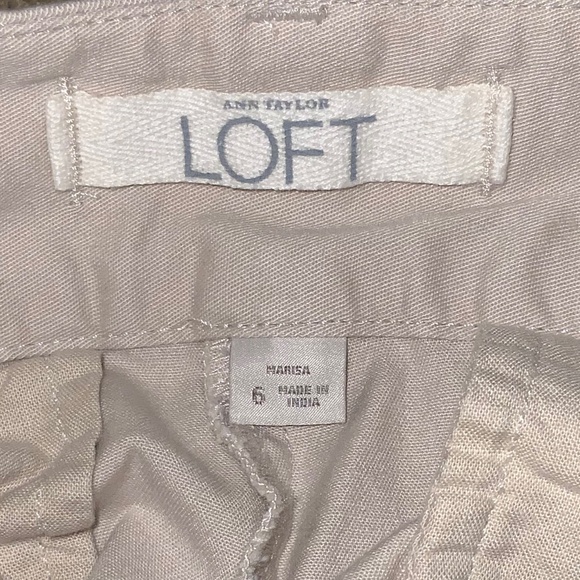 ANN TAYLOR
LOFT
MARISA
6 MADE IN
INDIA